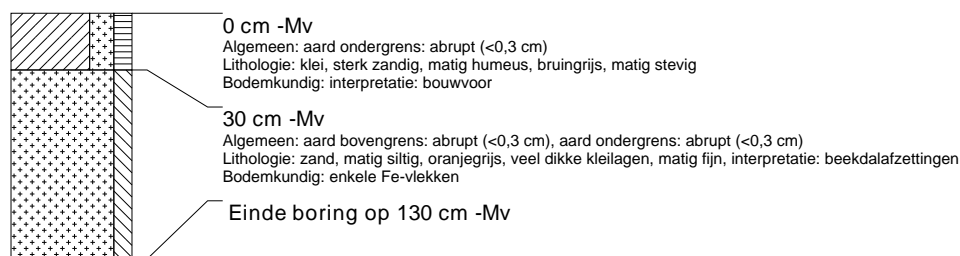 0 cm -Mv
Algemeen: aard ondergrens: abrupt (<0,3 cm)
Lithologie: klei, sterk zandig, matig humeus, bruingrijs, matig stevig
Bodemkundig: interpretatie: bouwvoor
30 cm -Mv
Algemeen: aard bovengrens: abrupt (<0,3 cm), aard ondergrens: abrupt (<0,3 cm)
Lithologie: zand, matig siltig, oranjegrijs, veel dikke kleilagen, matig fijn, interpretatie: beekdalafzettingen
Bodemkundig: enkele Fe-vlekken
Einde boring op 130 cm -Mv